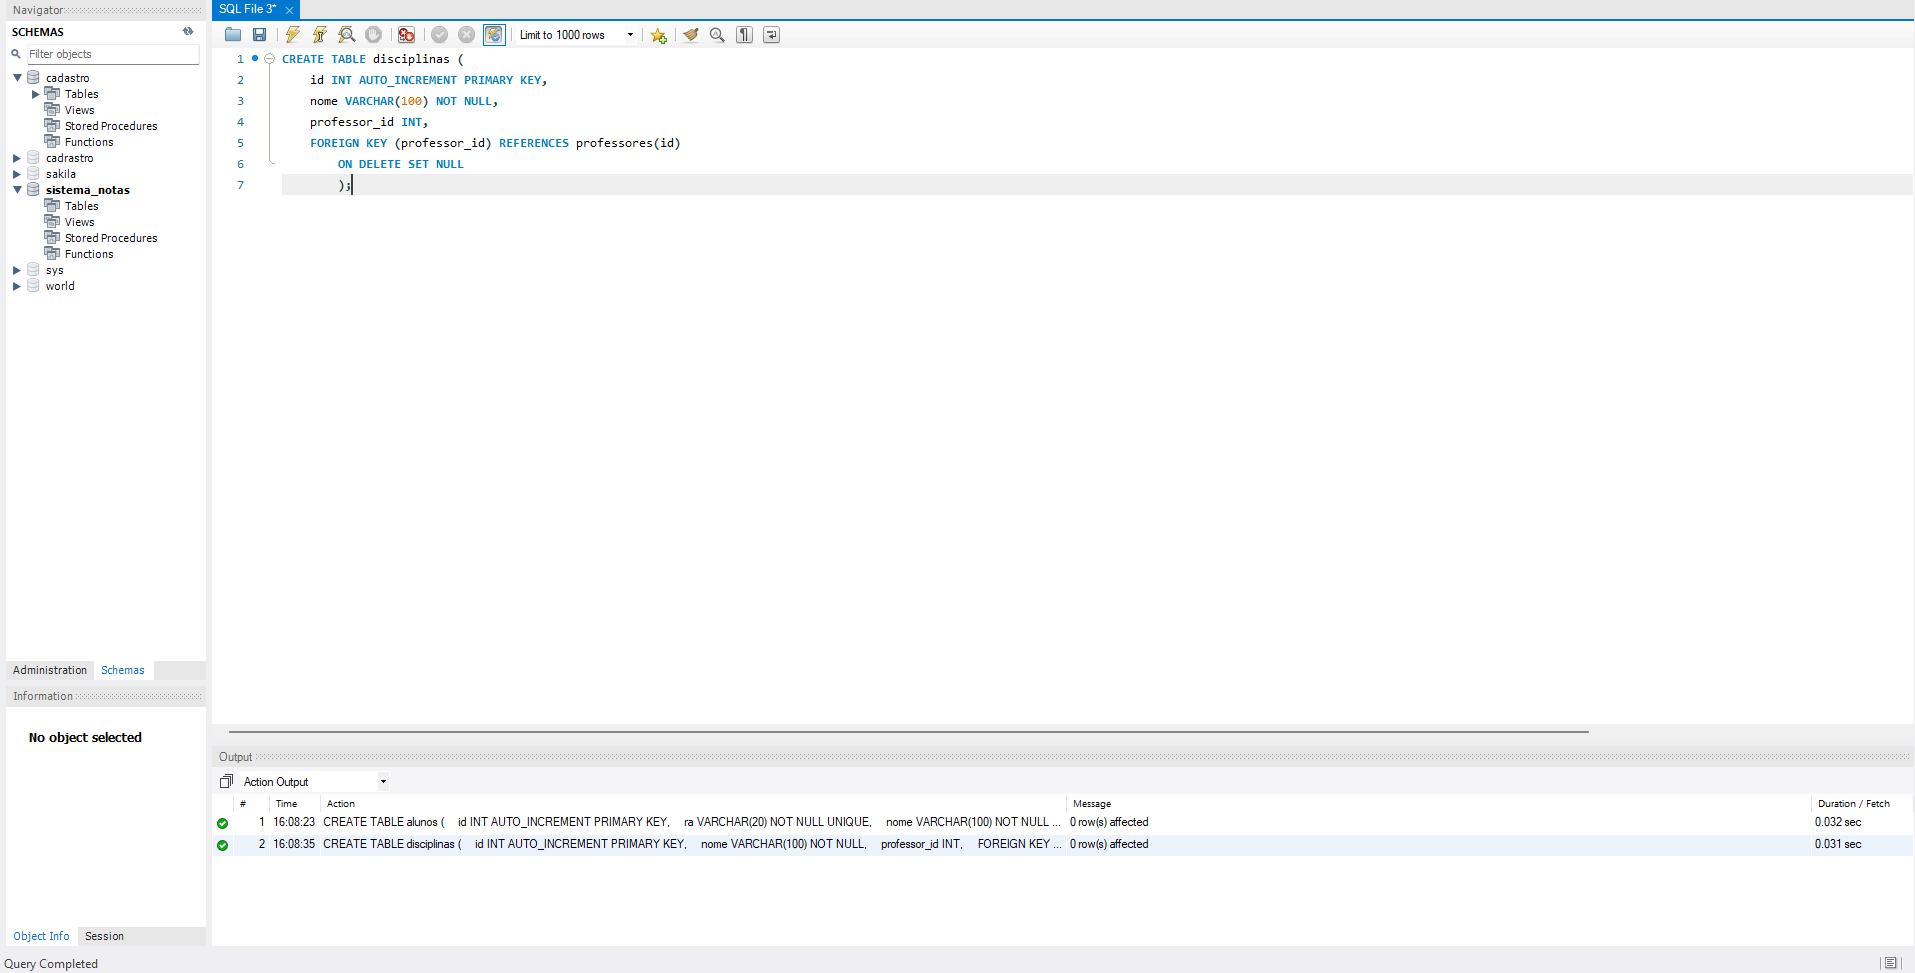 Navigator
SCHEMAS
Filter objects
cadastro
Tables
Views
Stored Procedures
Functions
cadrastro
sakila
sistema_notas
Tables
Views
Stored Procedures
Functions
sys
world
Administration Schemas
Information
No object selected
Object Info Session
SQL File 3*
Limit to 1000 rows
1 CREATE TABLE disciplinas (
2 id INT AUTO_INCREMENT PRIMARY KEY,
3 nome VARCHAR(100) NOT NULL,
4 professor_id INT,
5 FOREIGN KEY (professor_id) REFERENCES professores(id)
6 ON DELETE SET NULL
7 );
Output
Action Output
# Time Action Message Duration / Fetch
1 16:08:23 CREATE TABLE alunos ( id INT AUTO_INCREMENT PRIMARY KEY, ra VARCHAR(20) NOT NULL UNIQUE, nome VARCHAR(100) NOT NULL ... 0 row(s) affected 0.032 sec
2 16:08:35 CREATE TABLE disciplinas ( id INT AUTO_INCREMENT PRIMARY KEY, nome VARCHAR(100) NOT NULL, professor_id INT, FOREIGN KEY ... 0 row(s) affected 0.031 sec
Query Completed